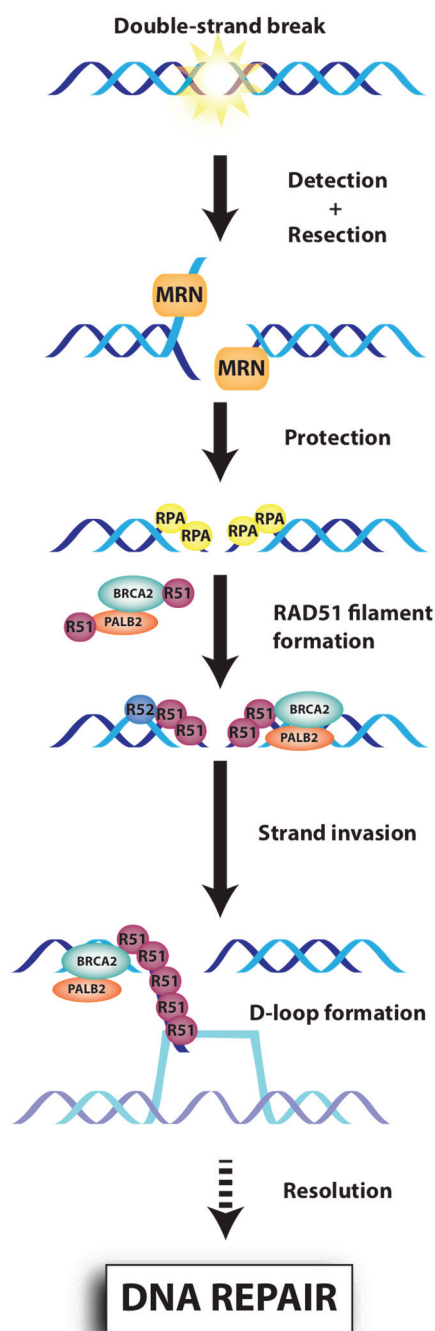 Double-strand break
Detection
+
Resection
MRN
MRN
Protection
RPA
RPA
RPA
RPA
BRCA2
R51
R51
PALB2
RAD51 filament
formation
R52
R51
R51
R51
R51
BRCA2
PALB2
Strand invasion
R51
R51
R51
R51
R51
BRCA2
PALB2
D-loop formation
Resolution
DNA REPAIR